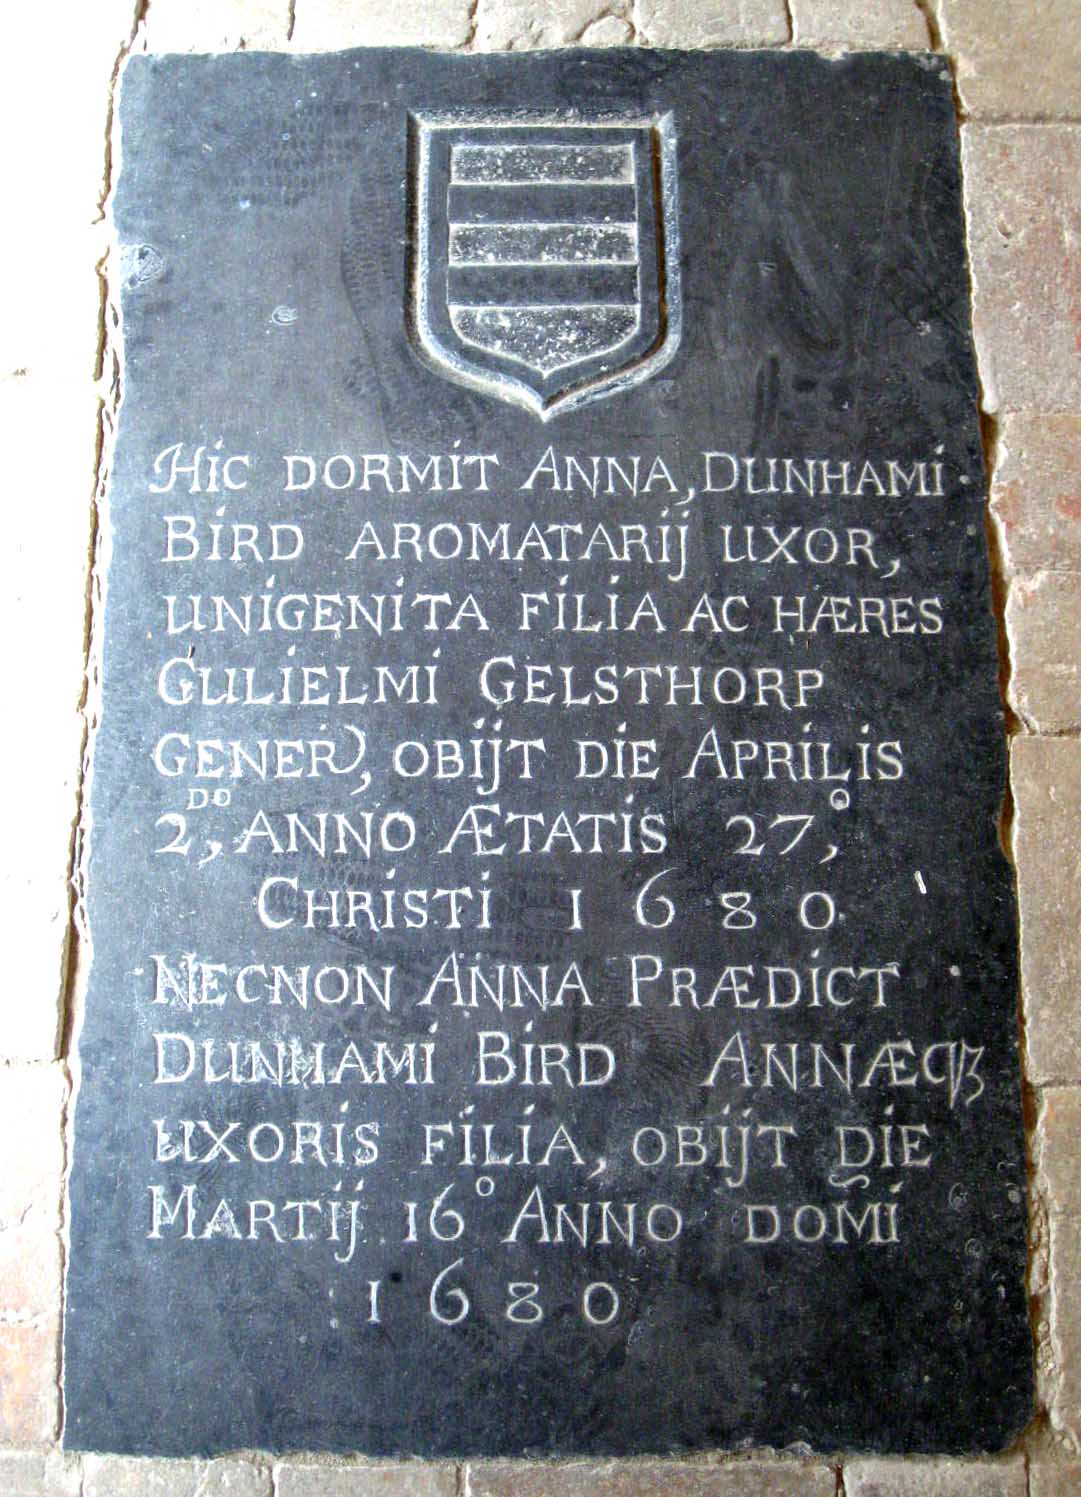 Hic dormit Anna, Dunhami
Bird Aromatarij uxor,
unigenita filia ac hæres
Gulielmi Gelsthorp
Gener), obijt die Aprilis
2do, Anno Ætatis 27o,
Christi 1680
Necnon Anna Prædict
Dunhami Bird Annæqȝ
uxoris filia, obijt die
Martij 16o Anno domi
1680